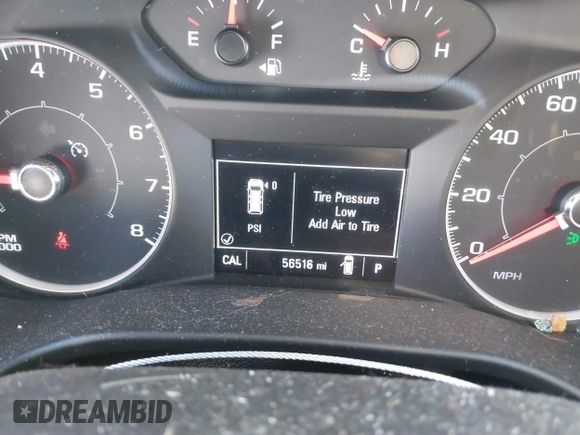 E F C H
4 5 6 7 8
0 20 40 60
0
PSI
Tire Pressure
Low
Add Air to Tire
CAL 56516 mi P
MPH
DREAMBID